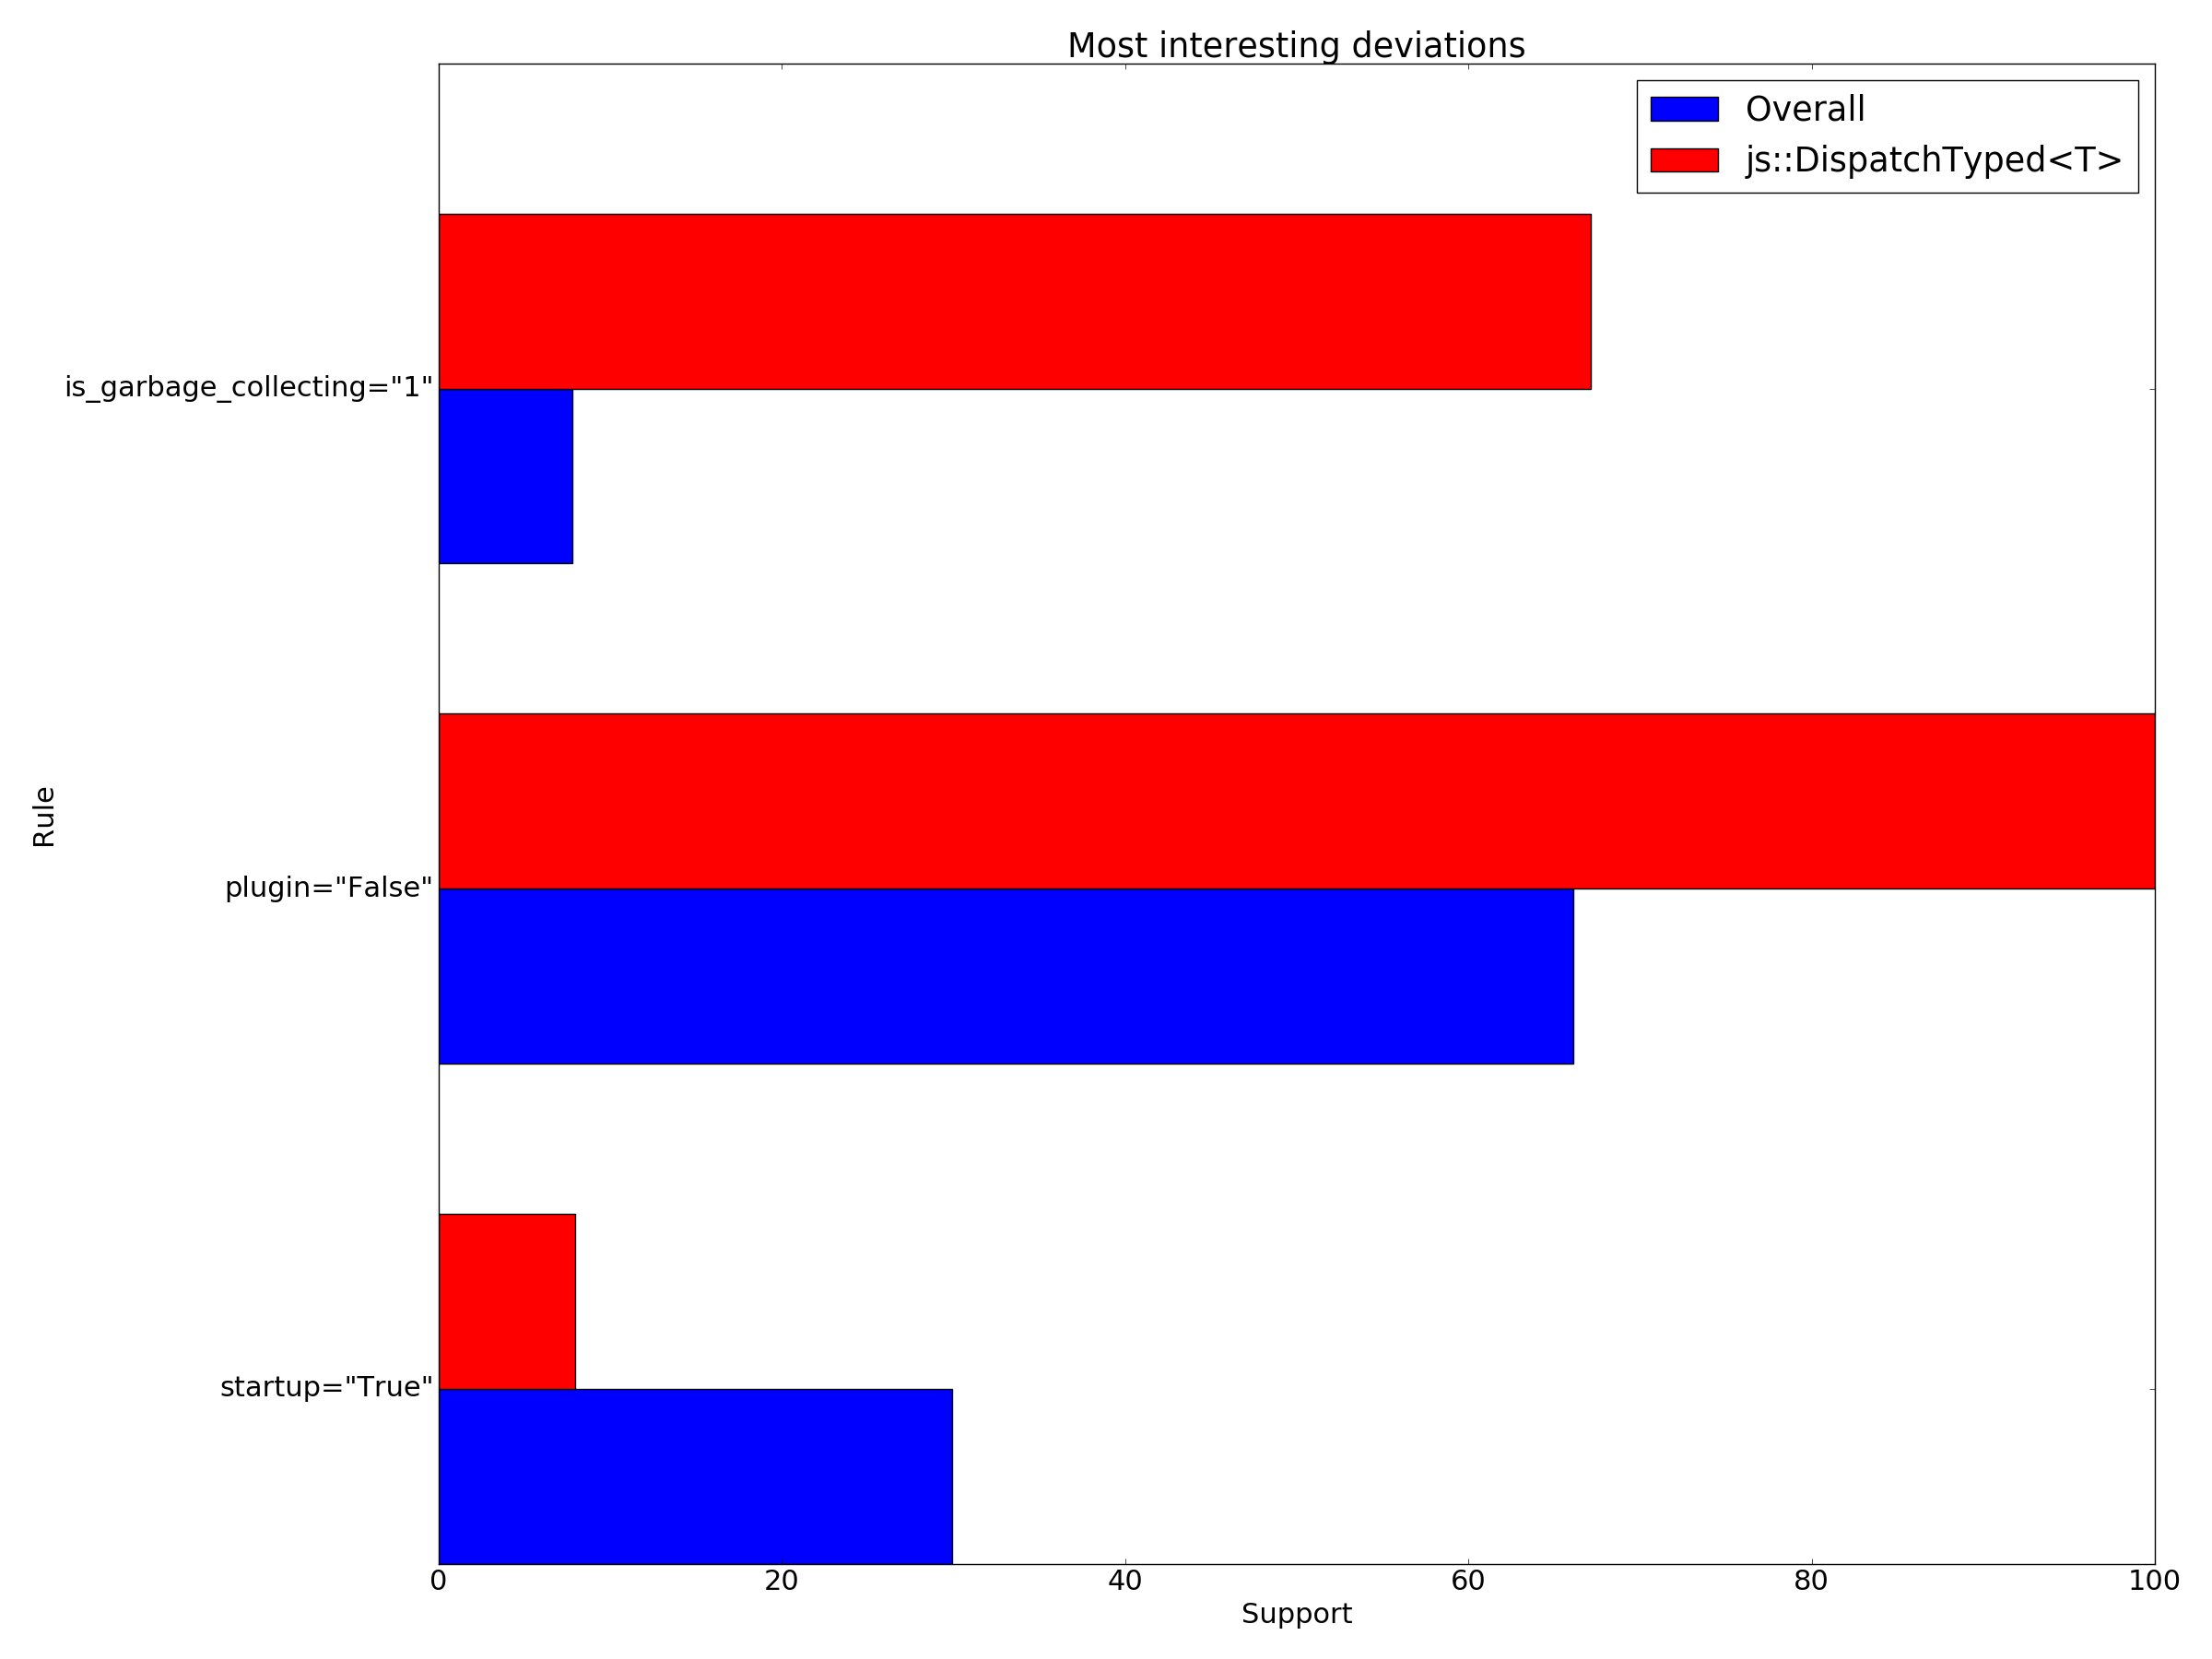 Most interesting deviations
Overall
js::DispatchTyped<T>
is_garbage_collecting="1"
plugin="False"
startup="True"
Rule
0 20 40 60 80 100
Support